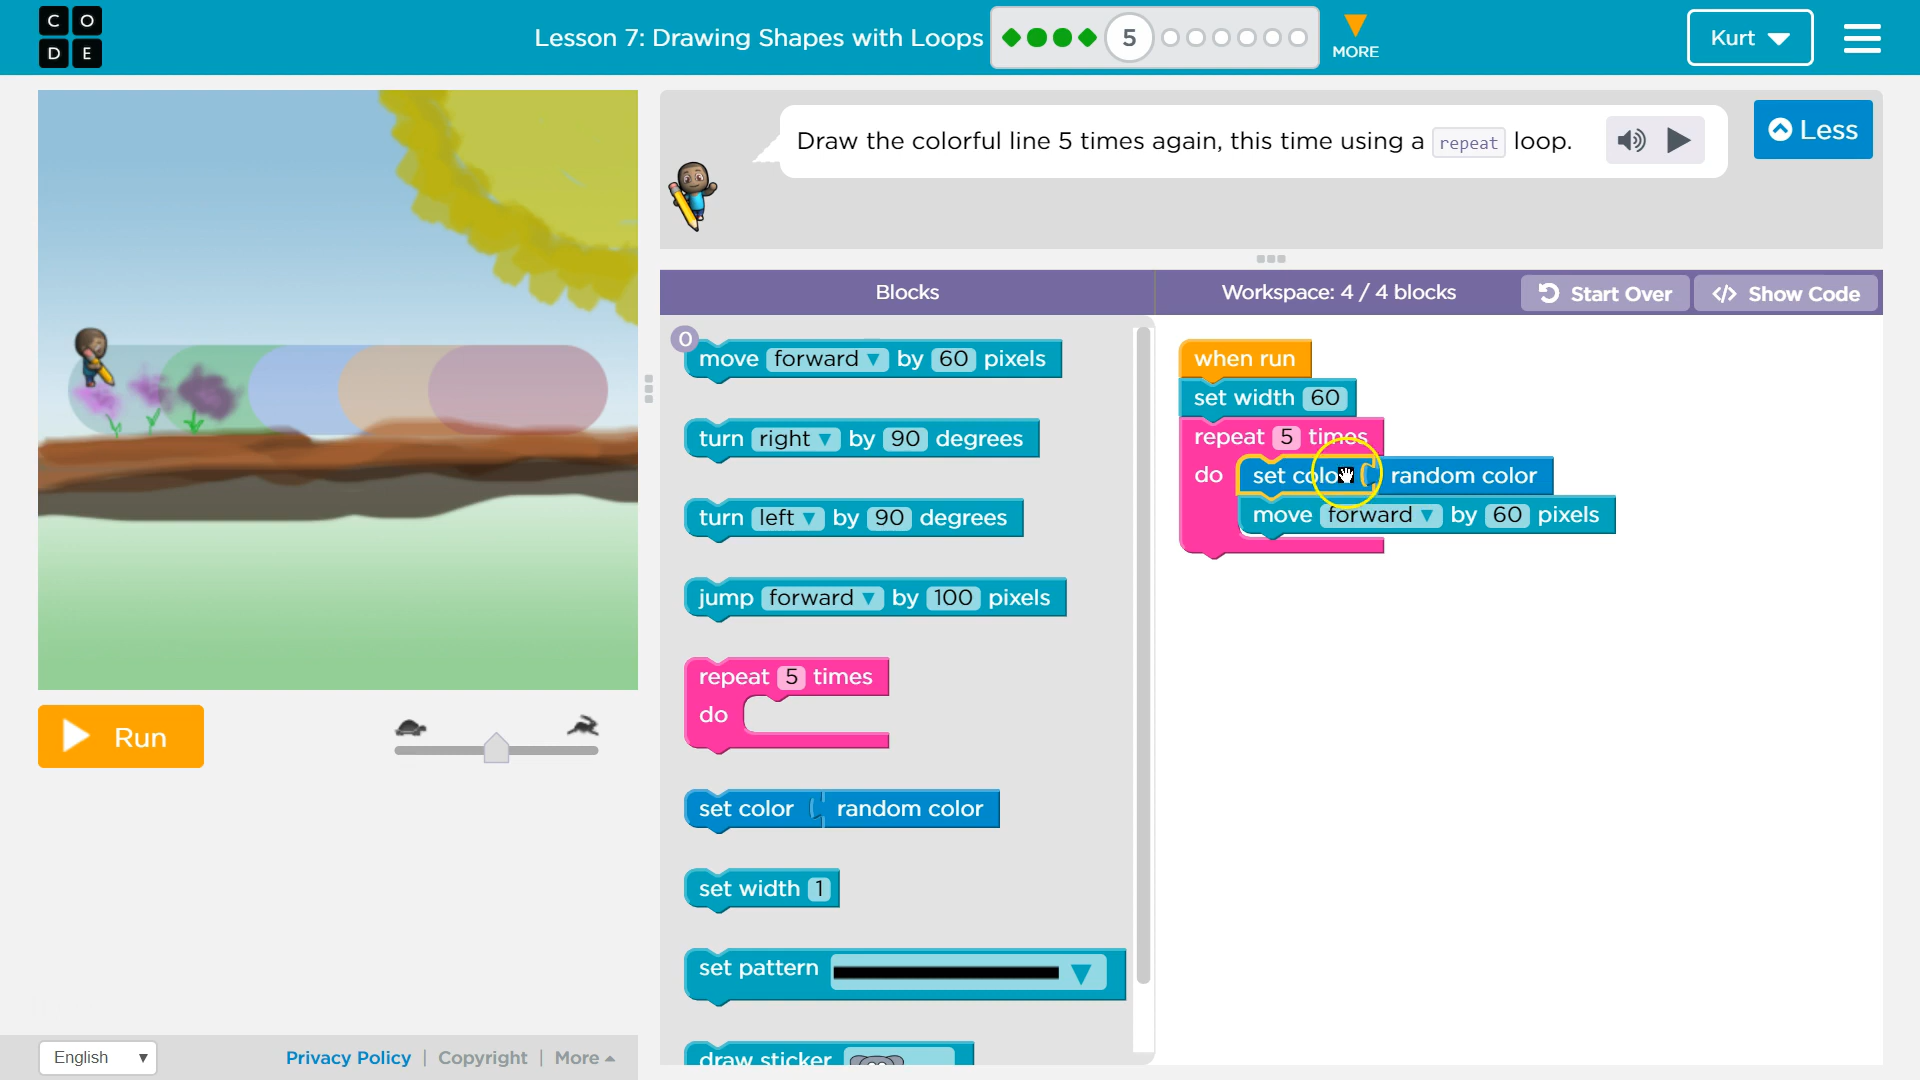 C O
D E
Lesson 7: Drawing Shapes with Loops
5
MORE
Kurt
Draw the colorful line 5 times again, this time using a repeat loop.
Less
Blocks
Workspace: 4 / 4 blocks
Start Over
</> Show Code
0
move forward ▼ by 60 pixels
turn right ▼ by 90 degrees
turn left ▼ by 90 degrees
jump forward ▼ by 100 pixels
repeat 5 times
do
set color random color
set width 1
set pattern
draw sticker
when run
set width 60
repeat 5 times
do set color random color
move forward ▼ by 60 pixels
Run
English ▼
Privacy Policy | Copyright | More